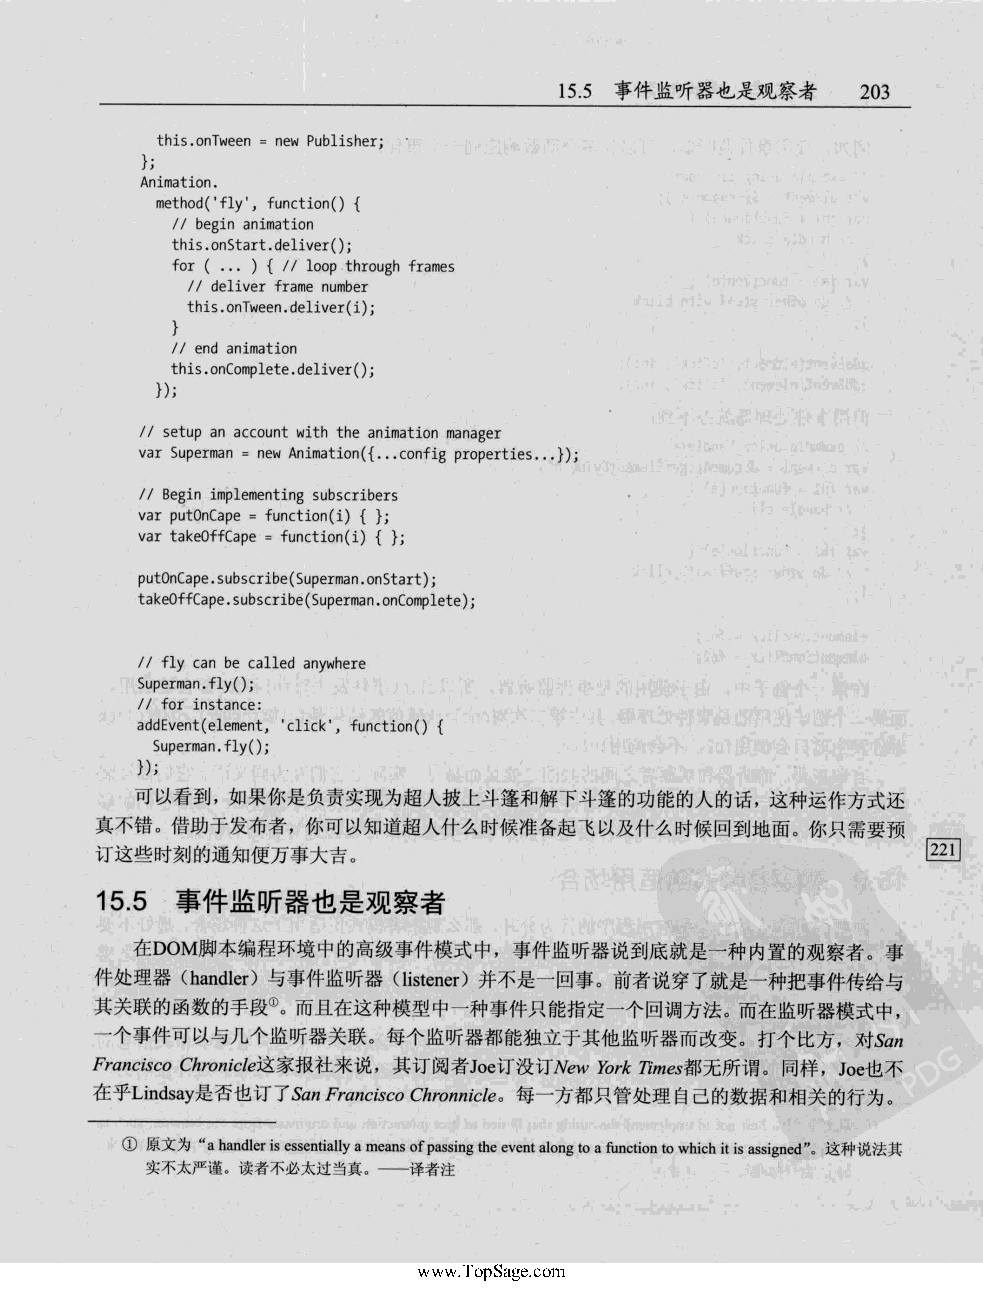 15.5 事件监听器也是观察者 203
this.onTween = new Publisher;
};
Animation.
method('fly', function() {
// begin animation
this.onStart.deliver();
for ( ... ) { // loop through frames
// deliver frame number
this.onTween.deliver(i);
}
// end animation
this.onComplete.deliver();
});
// setup an account with the animation manager
var Superman = new Animation({...config properties...});
// Begin implementing subscribers
var putOnCape = function(i) { };
var takeOffCape = function(i) { };
putOnCape.subscribe(Superman.onStart);
takeOffCape.subscribe(Superman.onComplete);
// fly can be called anywhere
Superman.fly();
// for instance:
addEvent(element, 'click', function() {
Superman.fly();
});
可以看到，如果你是负责实现为超人披上斗篷和解下斗篷的功能的人的话，这种运作方式还
真不错。借助于发布者，你可以知道超人什么时候准备起飞以及什么时候回到地面。你只需要预
订这些时刻的通知便万事大吉。
221
15.5 事件监听器也是观察者
在DOM脚本编程环境中的高级事件模式中，事件监听器说到底就是一种内置的观察者。事
件处理器（handler）与事件监听器（listener）并不是一回事。前者说穿了就是一种把事件传给与
其关联的函数的手段①。而且在这种模型中一种事件只能指定一个回调方法。而在监听器模式中，
一个事件可以与几个监听器关联。每个监听器都能独立于其他监听器而改变。打个比方，对San
Francisco Chronicle这家报社来说，其订阅者Joe订没订New York Times都无所谓。同样，Joe也不
在乎Lindsay是否也订了San Francisco Chronnicle。每一方都只管处理自己的数据和相关的行为。
① 原文为“a handler is essentially a means of passing the event along to a function to which it is assigned”。这种说法其
实不太严谨。读者不必太过当真。——译者注
www.TopSage.com